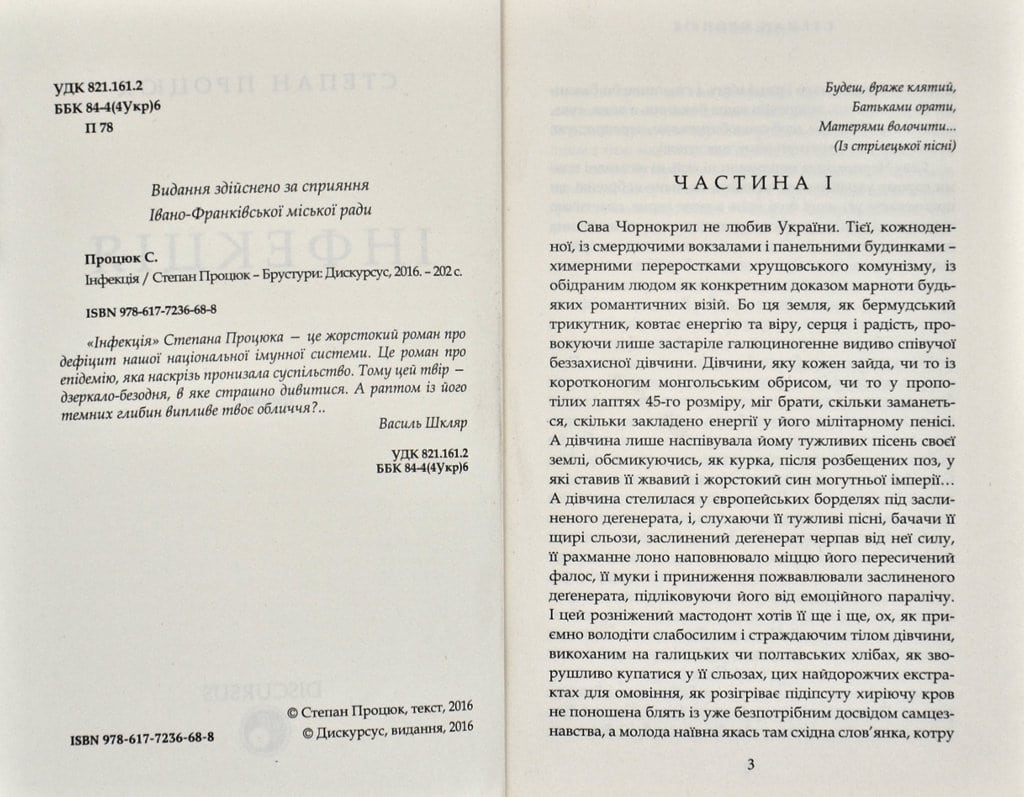 УДК 821.161.2
ББК 84-4(4Укр)6
П 78
Видання здійснено за сприяння
Івано-Франківської міської ради
Процюк С.
Інфекція / Степан Процюк – Брустури: Дискурсус, 2016. – 202 с.
ISBN 978-617-7236-68-8
«Інфекція» Степана Процюка — це жорстокий роман про
дефіцит нашої національної імунної системи. Це роман про
епідемію, яка наскрізь пронизала суспільство. Тому цей твір —
дзеркало-безодня, в яке страшно дивитися. А раптом із його
темних глибин випливе твоє обличчя?..
Василь Шкляр
УДК 821.161.2
ББК 84-4(4Укр)6
© Степан Процюк, текст, 2016
© Дискурсус, видання, 2016
ISBN 978-617-7236-68-8
Будеш, враже клятий,
Батьками орати,
Матерями волочити...
(Із стрілецької пісні)
ЧАСТИНА І
Сава Чорнокрил не любив України. Тієї, кожноден-
ної, із смердючими вокзалами і панельними будинками –
химерними переростками хрущовського комунізму, із
обідраним людом як конкретним доказом марноти будь-
яких романтичних візій. Бо ця земля, як бермудський
трикутник, ковтає енергію та віру, серця і радість, про-
вокуючи лише застаріле галюциногенне видиво співучої
беззахисної дівчини. Дівчини, яку кожен зайда, чи то із
коротконогим монгольським обрисом, чи то у пропо-
тілих лаптях 45-го розміру, міг брати, скільки заманеть-
ся, скільки закладено енергії у його мілітарному пенісі.
А дівчина лише наспівувала йому тужливих пісень своєї
землі, обсмикуючись, як курка, після розбещених поз, у
які ставив її жвавий і жорстокий син могутньої імперії…
А дівчина стелилася у європейських борделях під засли-
неного деґенерата, і, слухаючи її тужливі пісні, бачачи її
щирі сльози, заслинений деґенерат черпав від неї силу,
її рахманне лоно наповнювало міццю його пересичений
фалос, її муки і приниження пожвавлювали заслиненого
деґенерата, підліковуючи його від емоційного паралічу.
І цей розніжений мастодонт хотів її ще і ще, ох, як при-
ємно володіти слабосилим і страждаючим тілом дівчини,
викоханим на галицьких чи полтавських хлібах, як зво-
рушливо купатися у її сльозах, цих найдорожчих екстра-
ктах для омовіння, як розігріває підіпсуту хиріючу кров
не поношена блять із уже безпотрібним досвідом самцез-
навства, а молода наївна якась там східна слов’янка, котру
3